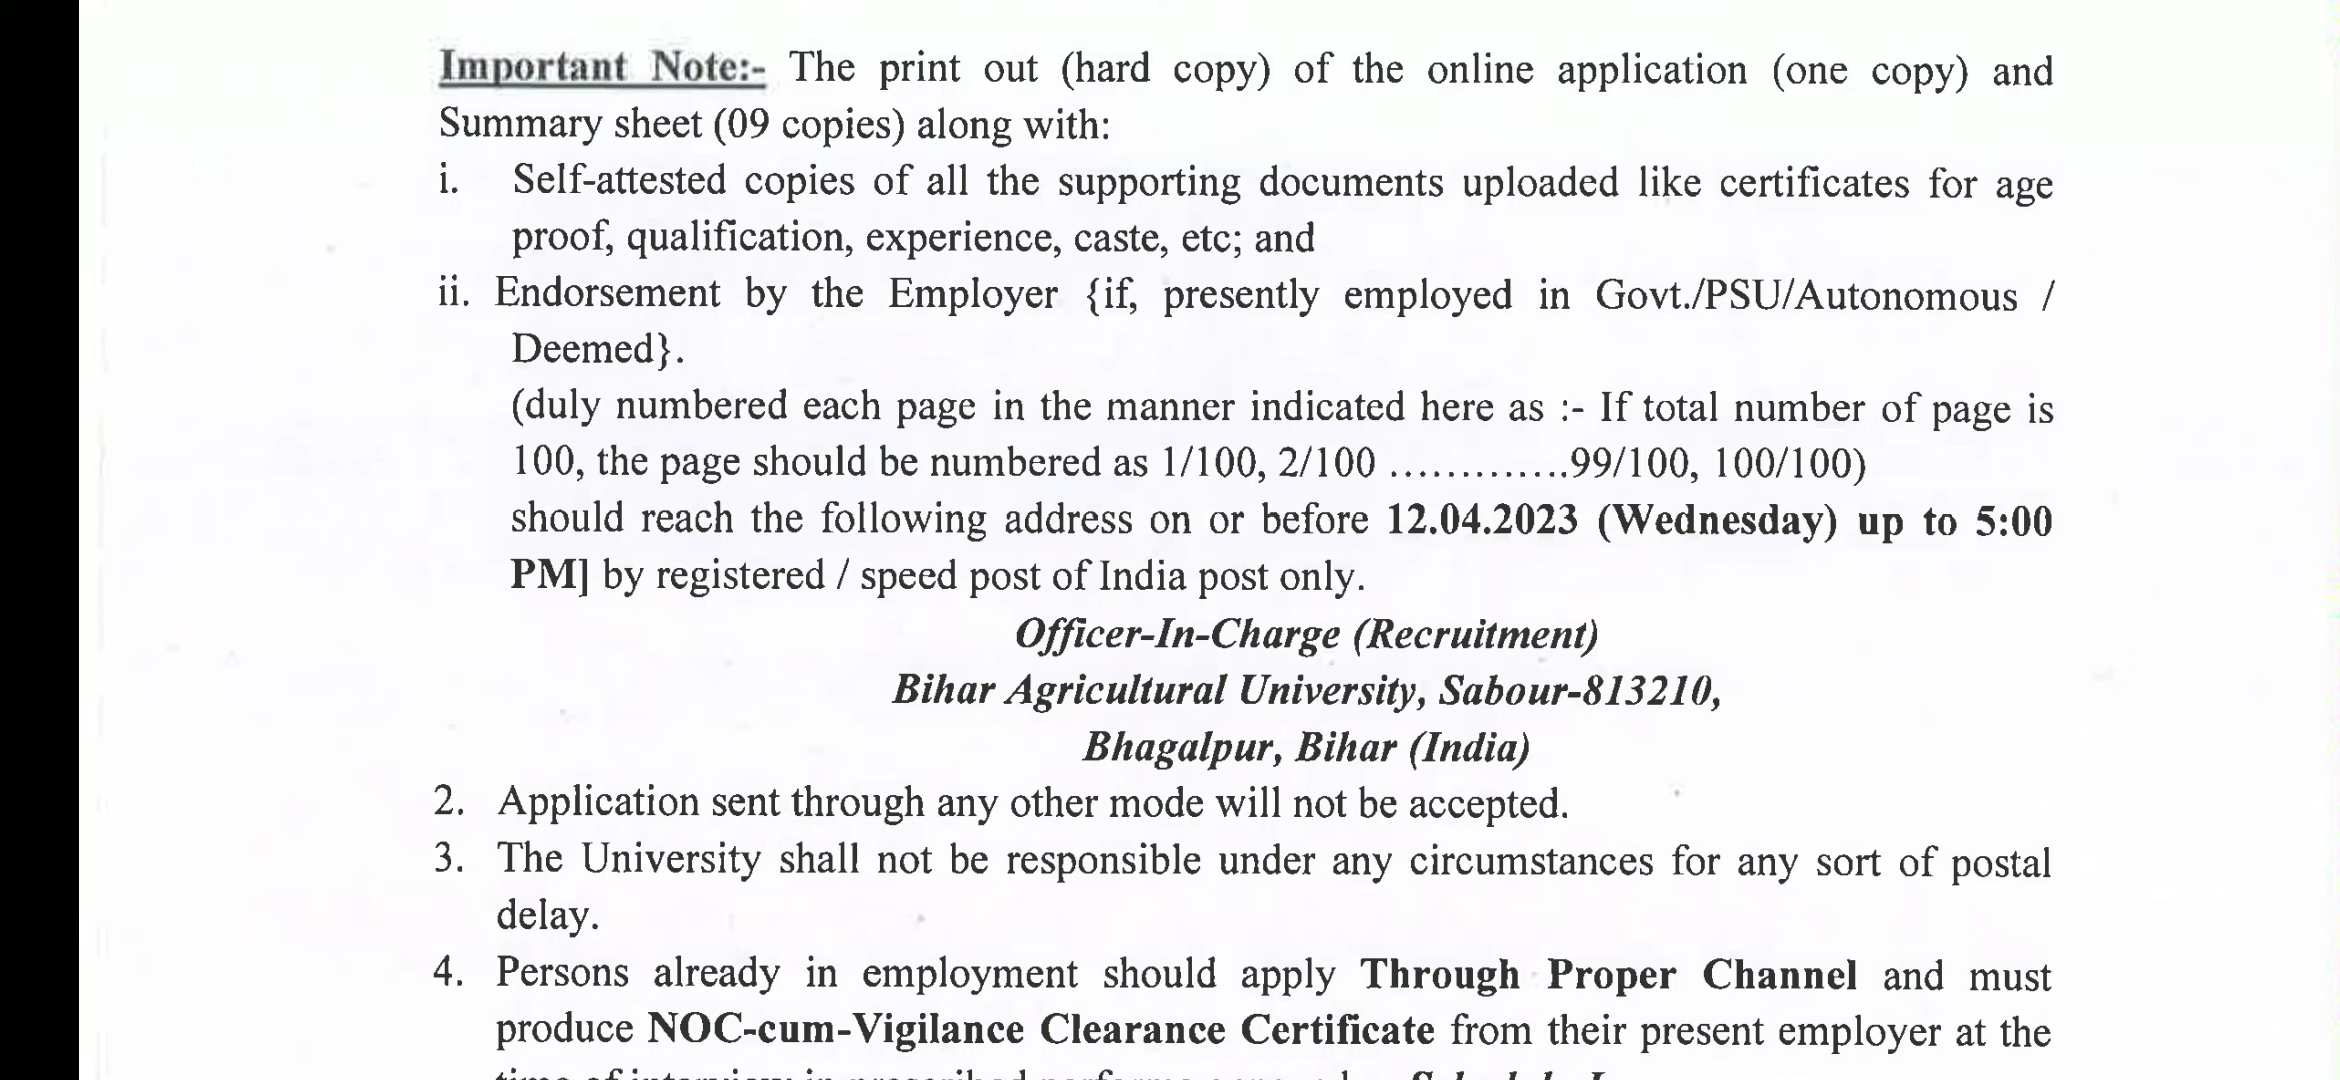 Important Note:- The print out (hard copy) of the online application (one copy) and
Summary sheet (09 copies) along with:
i. Self-attested copies of all the supporting documents uploaded like certificates for age
proof, qualification, experience, caste, etc; and
ii. Endorsement by the Employer {if, presently employed in Govt./PSU/Autonomous /
Deemed}.
(duly numbered each page in the manner indicated here as :- If total number of page is
100, the page should be numbered as 1/100, 2/100 .............99/100, 100/100)
should reach the following address on or before 12.04.2023 (Wednesday) up to 5:00
PM] by registered / speed post of India post only.
Officer-In-Charge (Recruitment)
Bihar Agricultural University, Sabour-813210,
Bhagalpur, Bihar (India)
2. Application sent through any other mode will not be accepted.
3. The University shall not be responsible under any circumstances for any sort of postal
delay.
4. Persons already in employment should apply Through Proper Channel and must
produce NOC-cum-Vigilance Clearance Certificate from their present employer at the